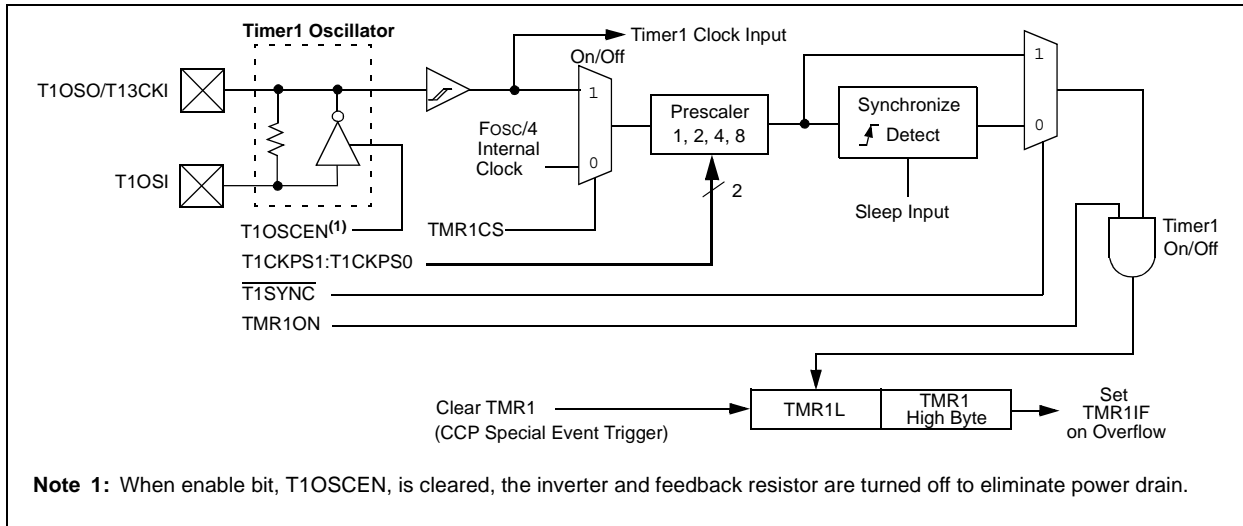 Timer1 Oscillator
Timer1 Clock Input
On/Off
T1OSO/T13CKI
1
FOSC/4
Internal
Clock
0
Prescaler
1, 2, 4, 8
Synchronize
Detect
1
0
2
T1OSI
Sleep Input
T1OSCEN(1)
TMR1CS
Timer1
On/Off
T1CKPS1:T1CKPS0
T1SYNC
TMR1ON
Clear TMR1
(CCP Special Event Trigger)
TMR1L
TMR1
High Byte
Set
TMR1IF
on Overflow
Note 1: When enable bit, T1OSCEN, is cleared, the inverter and feedback resistor are turned off to eliminate power drain.